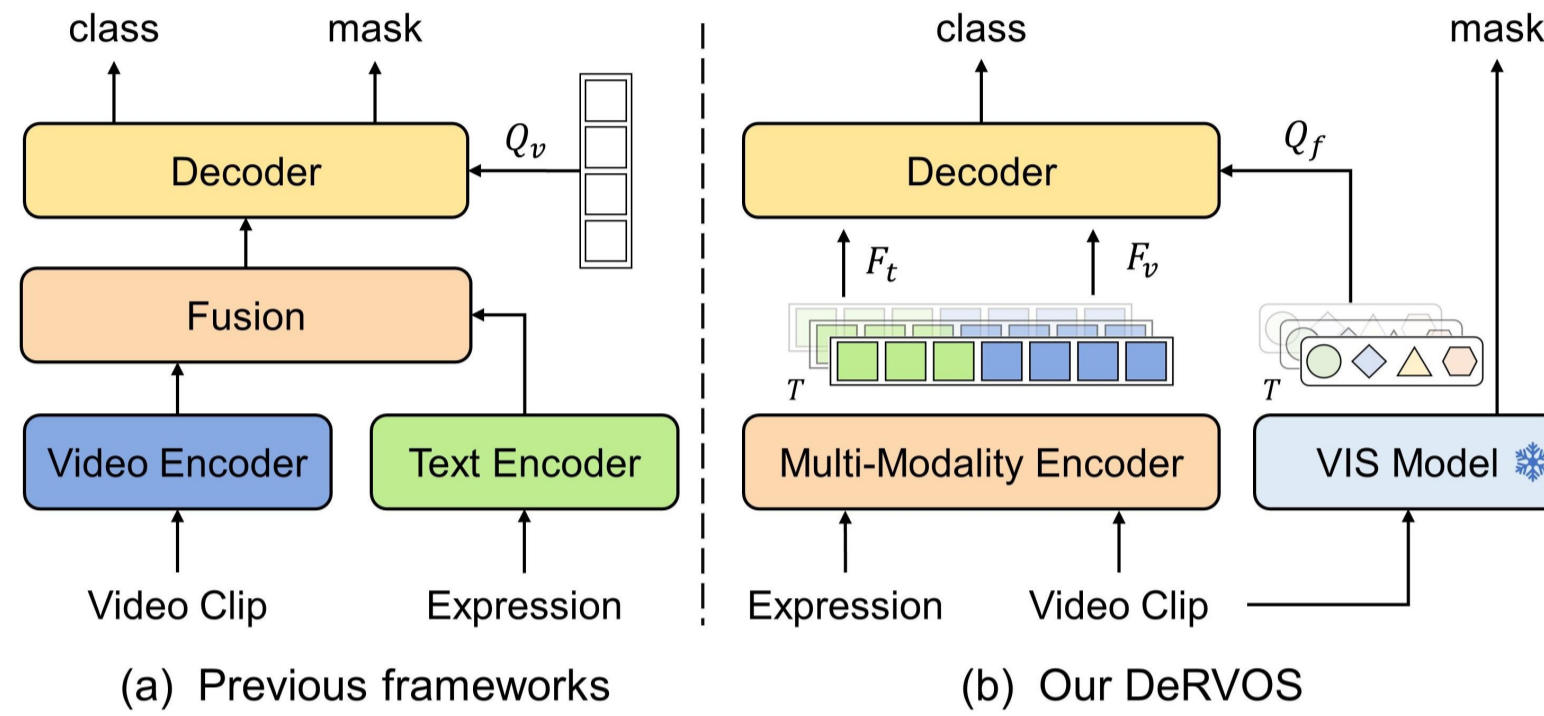 class mask
Decoder
Q_v
Fusion
Video Encoder
Text Encoder
Video Clip
Expression
(a) Previous frameworks
class
mask
Decoder
Q_f
F_t
F_v
T
T
Multi-Modality Encoder
VIS Model
Expression
Video Clip
(b) Our DeRVOS